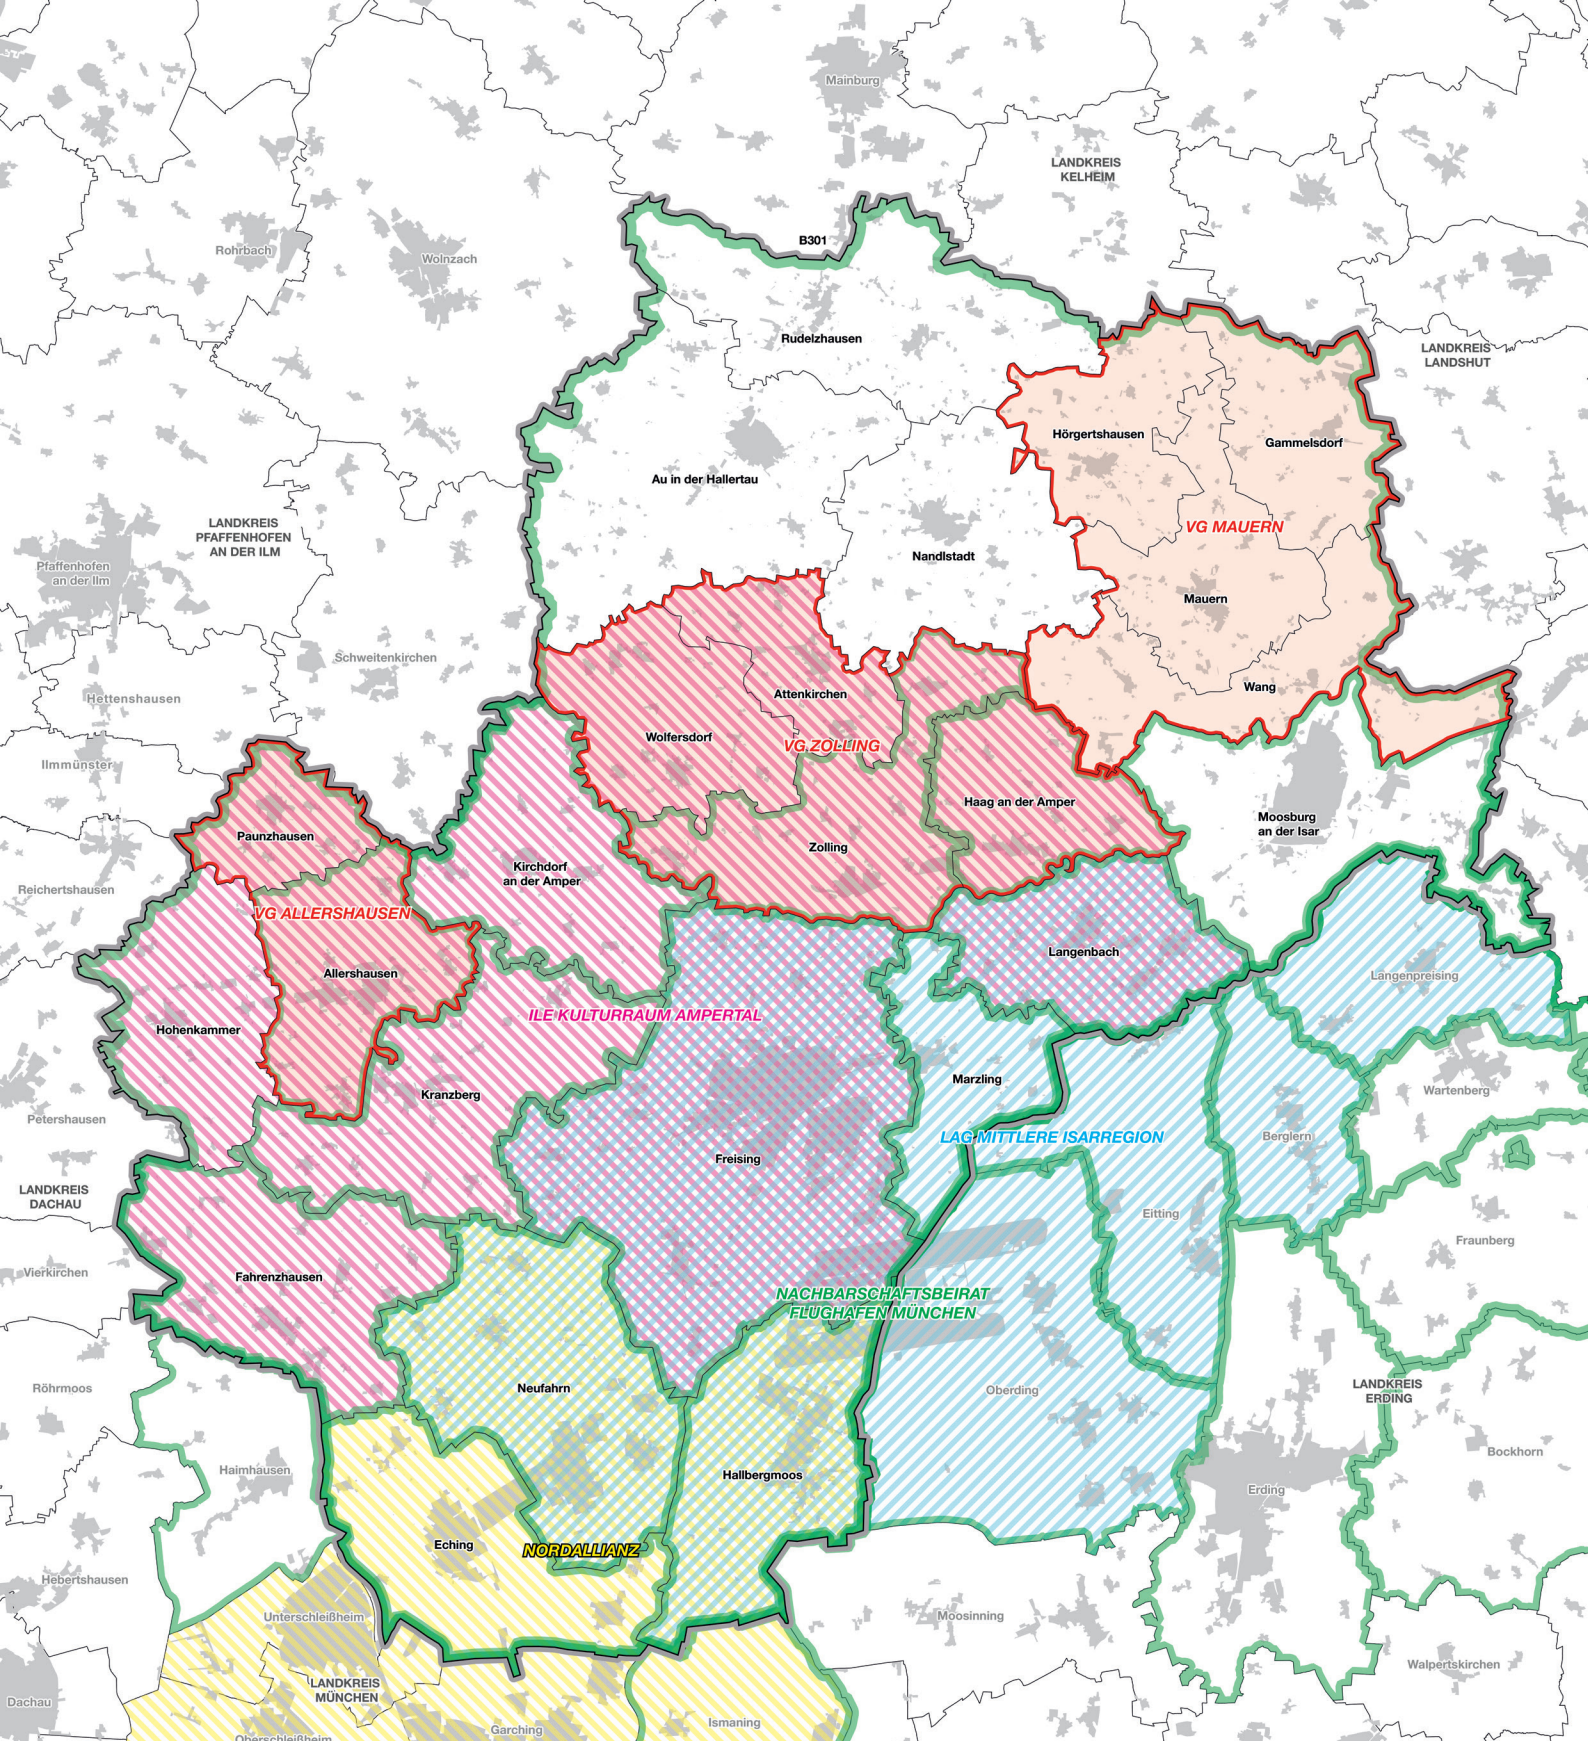 Mainburg
LANDKREIS
KELHEIM
B301
Rohrbach
Wolnzach
Rudelzhausen
LANDKREIS
LANDSHUT
Hörgertshausen
Gammelsdorf
Au in der Hallertau
LANDKREIS
PFAFFENHOFEN
AN DER ILM
VG MAUERN
Nandlstadt
Pfaffenhofen
an der Ilm
Mauern
Schweitenkirchen
Wang
Attenkirchen
Hettenshausen
Wolfersdorf
VG ZOLLING
Ilmmünster
Haag an der Amper
Moosburg
an der Isar
Paunzhausen
Zolling
Kirchdorf
an der Amper
Reichertshausen
VG ALLERSHAUSEN
Langenbach
Allershausen
Langenpreising
ILE KULTURRAUM AMPERTAL
Hohenkammer
Marzling
Kranzberg
Wartenberg
Petershausen
LAG MITTLERE ISARREGION
Berglern
Freising
LANDKREIS
DACHAU
Eitting
Fraunberg
Vierkirchen
Fahrenzhausen
NACHBARSCHAFTSBEIRAT
FLUGHAFEN MÜNCHEN
Röhrmoos
Neufahrn
Oberding
LANDKREIS
ERDING
Bockhorn
Haimhausen
Hallbergmoos
Erding
Eching
NORDALLIANZ
Hebertshausen
Unterschleißheim
Moosinning
Walpertskirchen
LANDKREIS
MÜNCHEN
Dachau
Garching
Ismaning
Oberschleißheim